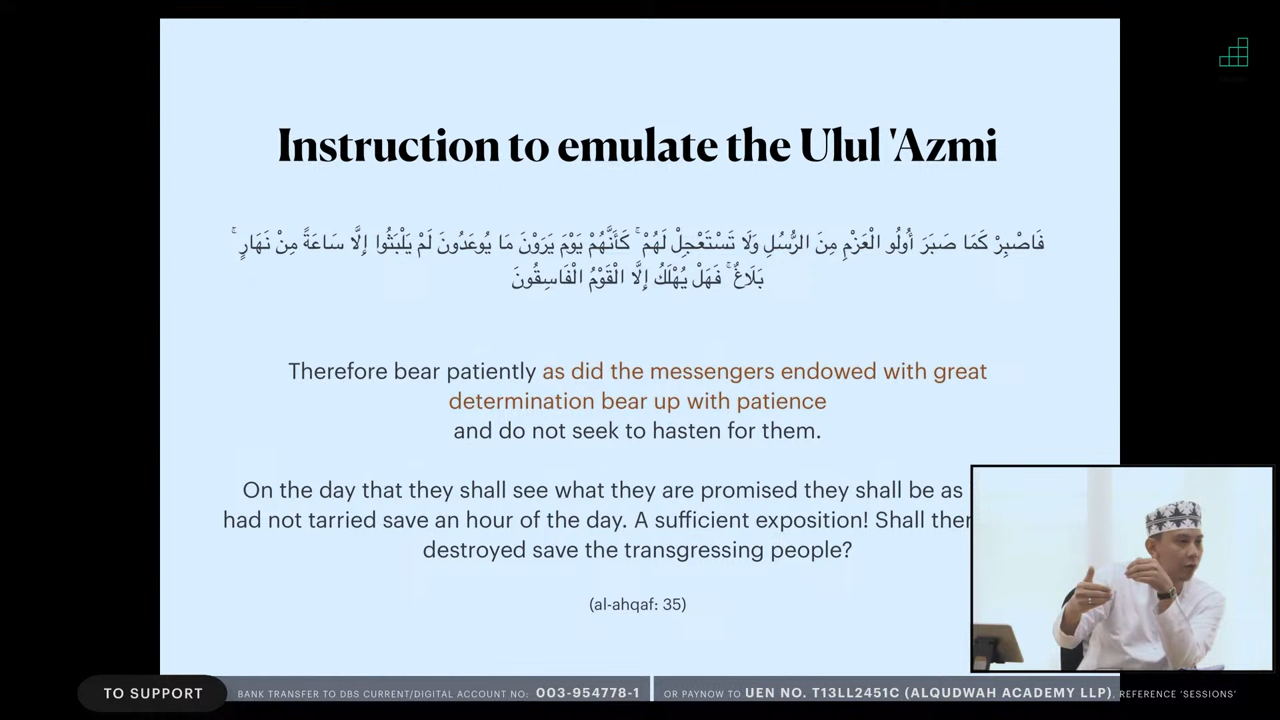 Instruction to emulate the Ulul 'Azmi
فَاصْبِرْ كَمَا صَبَرَ أُولُو الْعَزْمِ مِنَ الرُّسُلِ وَلَا تَسْتَعْجِلْ لَهُمْ ۚ كَأَنَّهُمْ يَوْمَ يَرَوْنَ مَا يُوعَدُونَ لَمْ يَلْبَثُوا إِلَّا سَاعَةً مِنْ نَهَارٍ ۚ
بَلَاغٌ ۚ فَهَلْ يُهْلَكُ إِلَّا الْقَوْمُ الْفَاسِقُونَ
Therefore bear patiently as did the messengers endowed with great
determination bear up with patience
and do not seek to hasten for them.
On the day that they shall see what they are promised they shall be as
had not tarried save an hour of the day. A sufficient exposition! Shall
destroyed save the transgressing people?
(al-ahqaf: 35)
TO SUPPORT
BANK TRANSFER TO DBS CURRENT/DIGITAL ACCOUNT NO: 003-954778-1
OR PAYNOW TO UEN NO. T13LL2451C (ALQUDWAH ACADEMY LLP), REFERENCE 'SESSIONS'